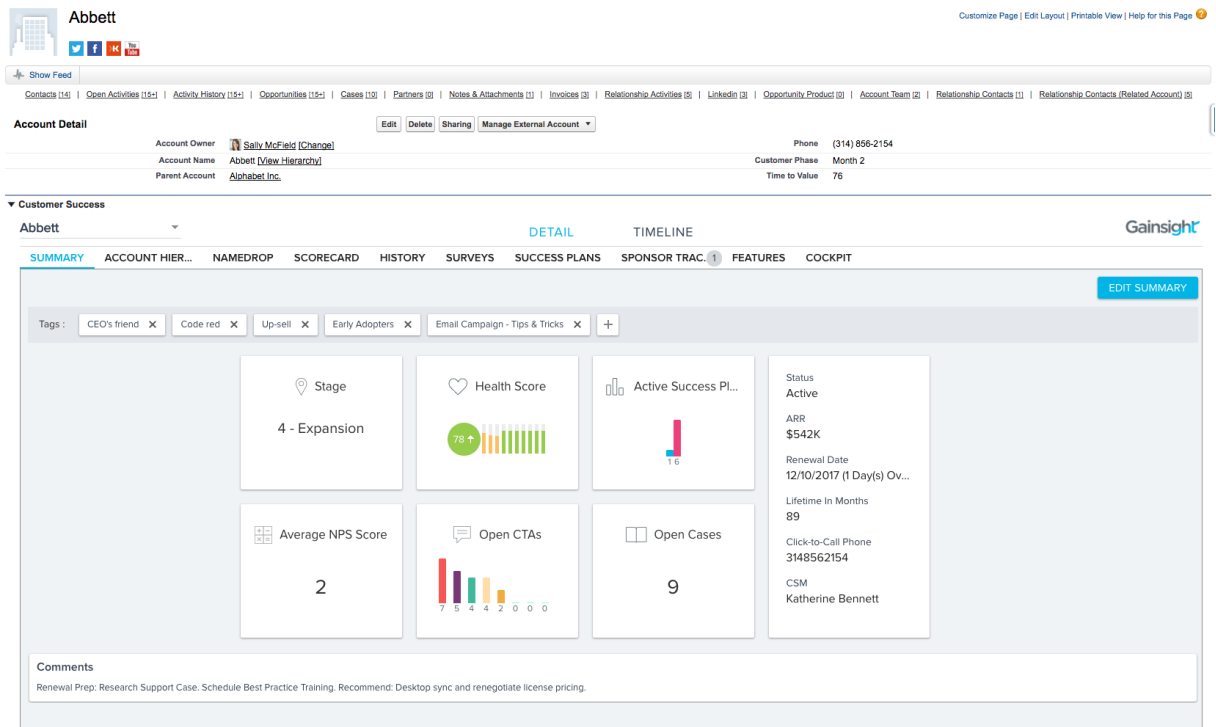 Abbett
Customize Page | Edit Layout | Printable View | Help for this Page ?
You Tube
Show Feed
Contacts [14] | Open Activities [15+] | Activity History [15+] | Opportunities [15+] | Cases [10] | Partners [0] | Notes & Attachments [1] | Invoices [3] | Relationship Activities [5] | Linkedin [3] | Opportunity Product [0] | Account Team [2] | Relationship Contacts [1] | Relationship Contacts (Related Account) [5]
Account Detail Edit Delete Sharing Manage External Account
Account Owner Sally McField [Change] Phone (314) 856-2154
Account Name Abbett [View Hierarchy] Customer Phase Month 2
Parent Account Alphabet Inc. Time to Value 76
Customer Success
Abbett DETAIL TIMELINE Gainsight
SUMMARY ACCOUNT HIER... NAMEDROP SCORECARD HISTORY SURVEYS SUCCESS PLANS SPONSOR TRAC. 1 FEATURES COCKPIT
EDIT SUMMARY
Tags : CEO's friend Code red Up-sell Early Adopters Email Campaign - Tips & Tricks +
Stage
4 - Expansion
Health Score
78
Active Success Pl...
1 6
Status
Active
ARR
$542K
Renewal Date
12/10/2017 (1 Day(s) Ov...
Lifetime In Months
89
Click-to-Call Phone
3148562154
CSM
Katherine Bennett
Average NPS Score
2
Open CTAs
7 5 4 4 2 0 0 0
Open Cases
9
Comments
Renewal Prep: Research Support Case. Schedule Best Practice Training. Recommend: Desktop sync and renegotiate license pricing.